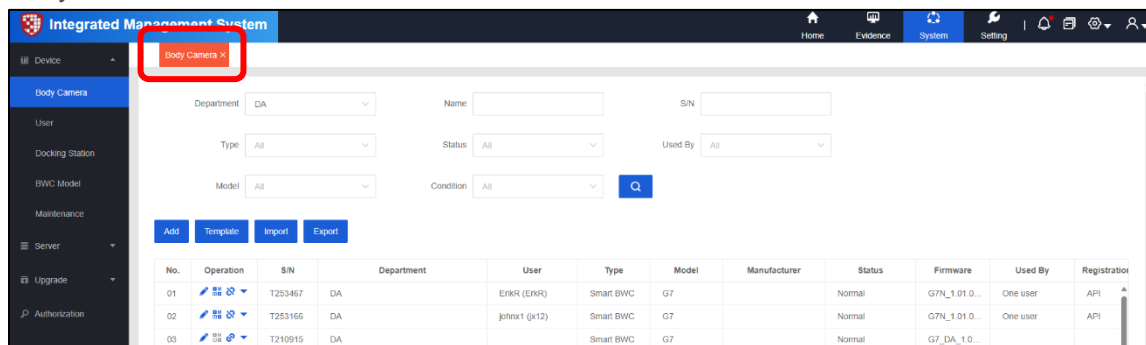 Integrated Management System
Home
Evidence
System
Setting
Device
Body Camera ×
Body Camera
User
Docking Station
BWC Model
Maintenance
Server
Upgrade
Authorization
Department DA Name S/N
Type All Status All Used By All
Model All Condition All
Add Template Import Export
No. Operation S/N Department User Type Model Manufacturer Status Firmware Used By Registration
01 T253467 DA ErikR (ErkR) Smart BWC G7 Normal G7N_1.01.0... One user API
02 T253166 DA johnx1 (jx12) Smart BWC G7 Normal G7N_1.01.0... One user API
03 T210915 DA Smart BWC G7 Normal G7_DA_1.0...